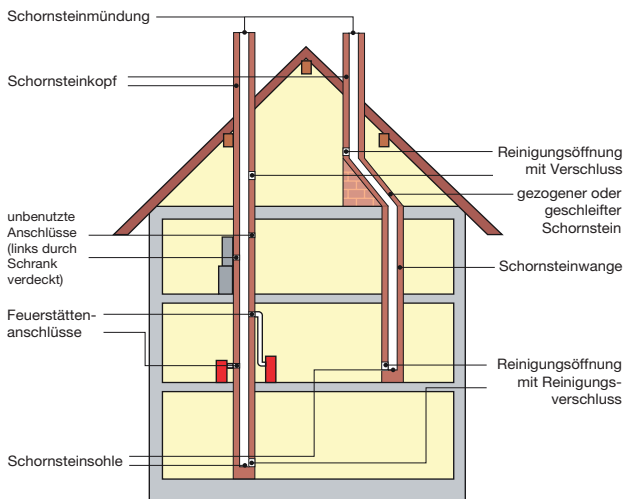 Schornsteinmündung
Schornsteinkopf
unbenutzte
Anschlüsse
(links durch
Schrank
verdeckt)
Feuerstätten-
anschlüsse
Schornsteinsohle
Reinigungsöffnung
mit Verschluss
gezogener oder
geschleifter
Schornstein
Schornsteinwange
Reinigungsöffnung
mit Reinigungs-
verschluss